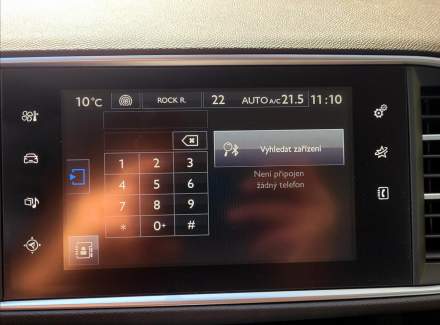 10°C ROCK R. 22 AUTO A/C 21.5 11:10
1 2 3
4 5 6
7 8 9
* 0+ #
Vyhledat zařízení
Není připojen
žádný telefon